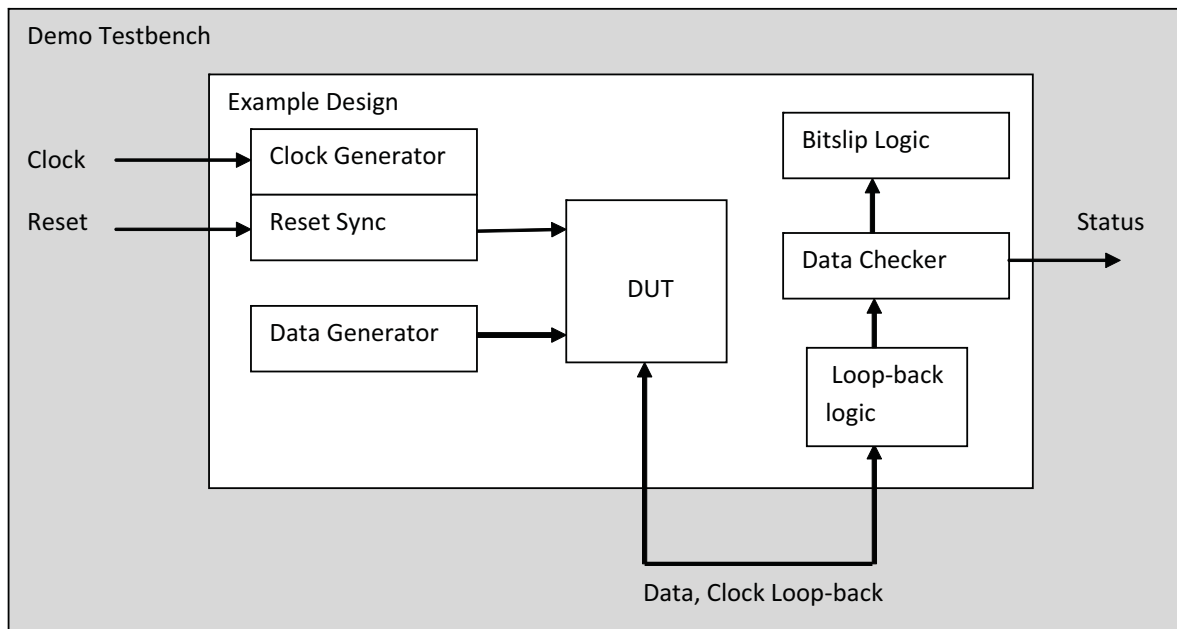 Demo Testbench
Example Design
Clock
Clock Generator
Reset
Reset Sync
Data Generator
DUT
Bitslip Logic
Data Checker
Status
Loop-back
logic
Data, Clock Loop-back